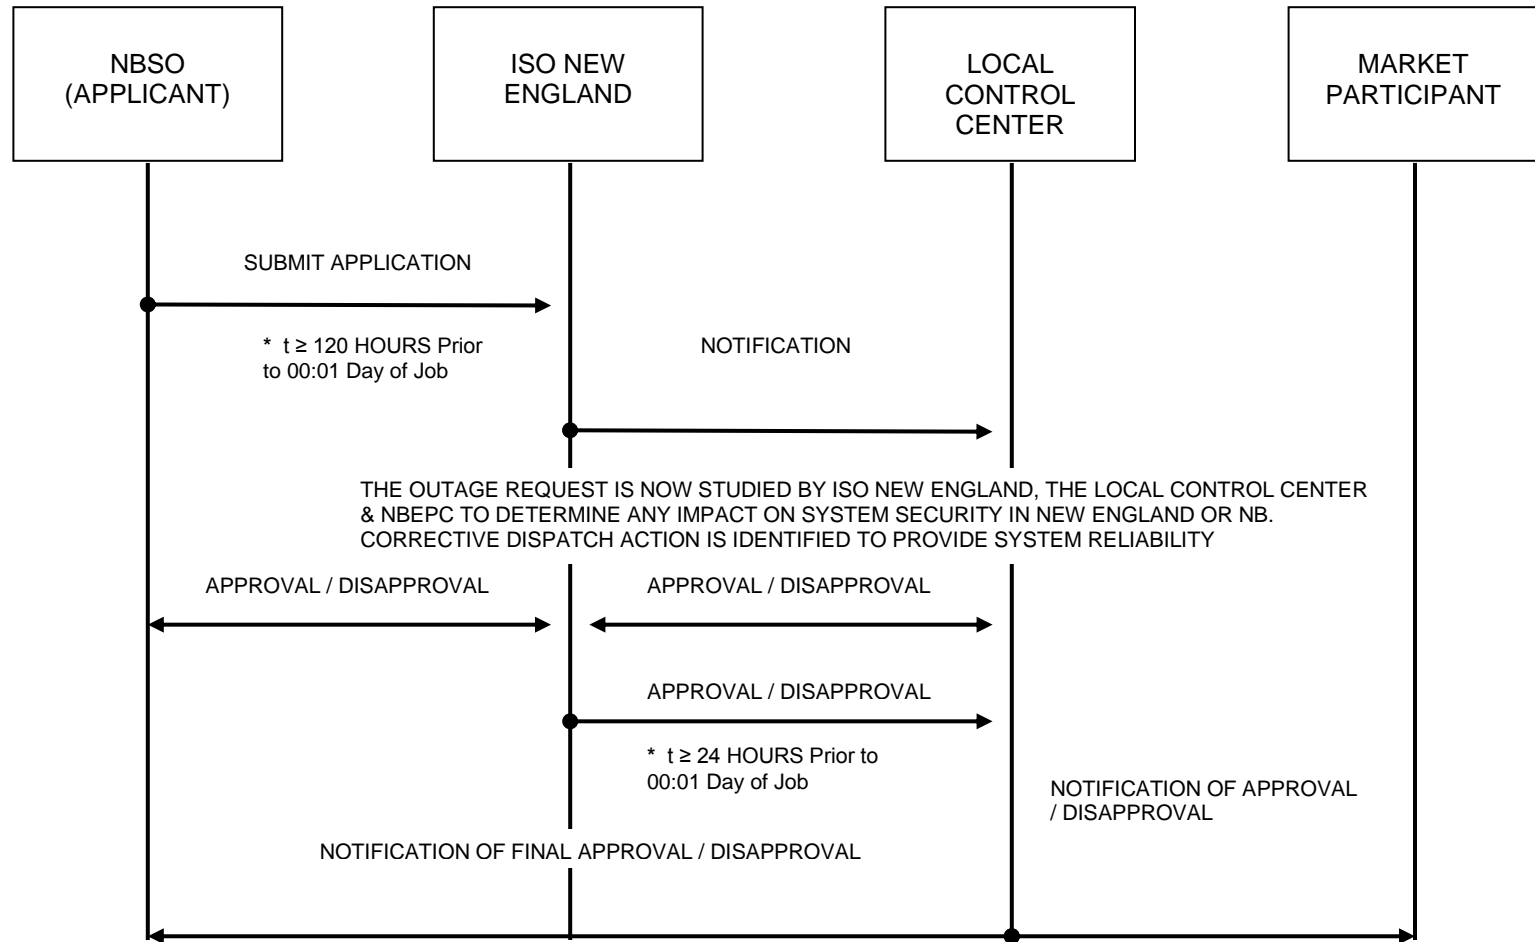 NBSO
(APPLICANT)
ISO NEW
ENGLAND
LOCAL
CONTROL
CENTER
MARKET
PARTICIPANT
SUBMIT APPLICATION
* t ≥ 120 HOURS Prior
to 00:01 Day of Job
NOTIFICATION
THE OUTAGE REQUEST IS NOW STUDIED BY ISO NEW ENGLAND, THE LOCAL CONTROL CENTER
& NBEPC TO DETERMINE ANY IMPACT ON SYSTEM SECURITY IN NEW ENGLAND OR NB.
CORRECTIVE DISPATCH ACTION IS IDENTIFIED TO PROVIDE SYSTEM RELIABILITY
APPROVAL / DISAPPROVAL
APPROVAL / DISAPPROVAL
APPROVAL / DISAPPROVAL
* t ≥ 24 HOURS Prior to
00:01 Day of Job
NOTIFICATION OF APPROVAL
/ DISAPPROVAL
NOTIFICATION OF FINAL APPROVAL / DISAPPROVAL